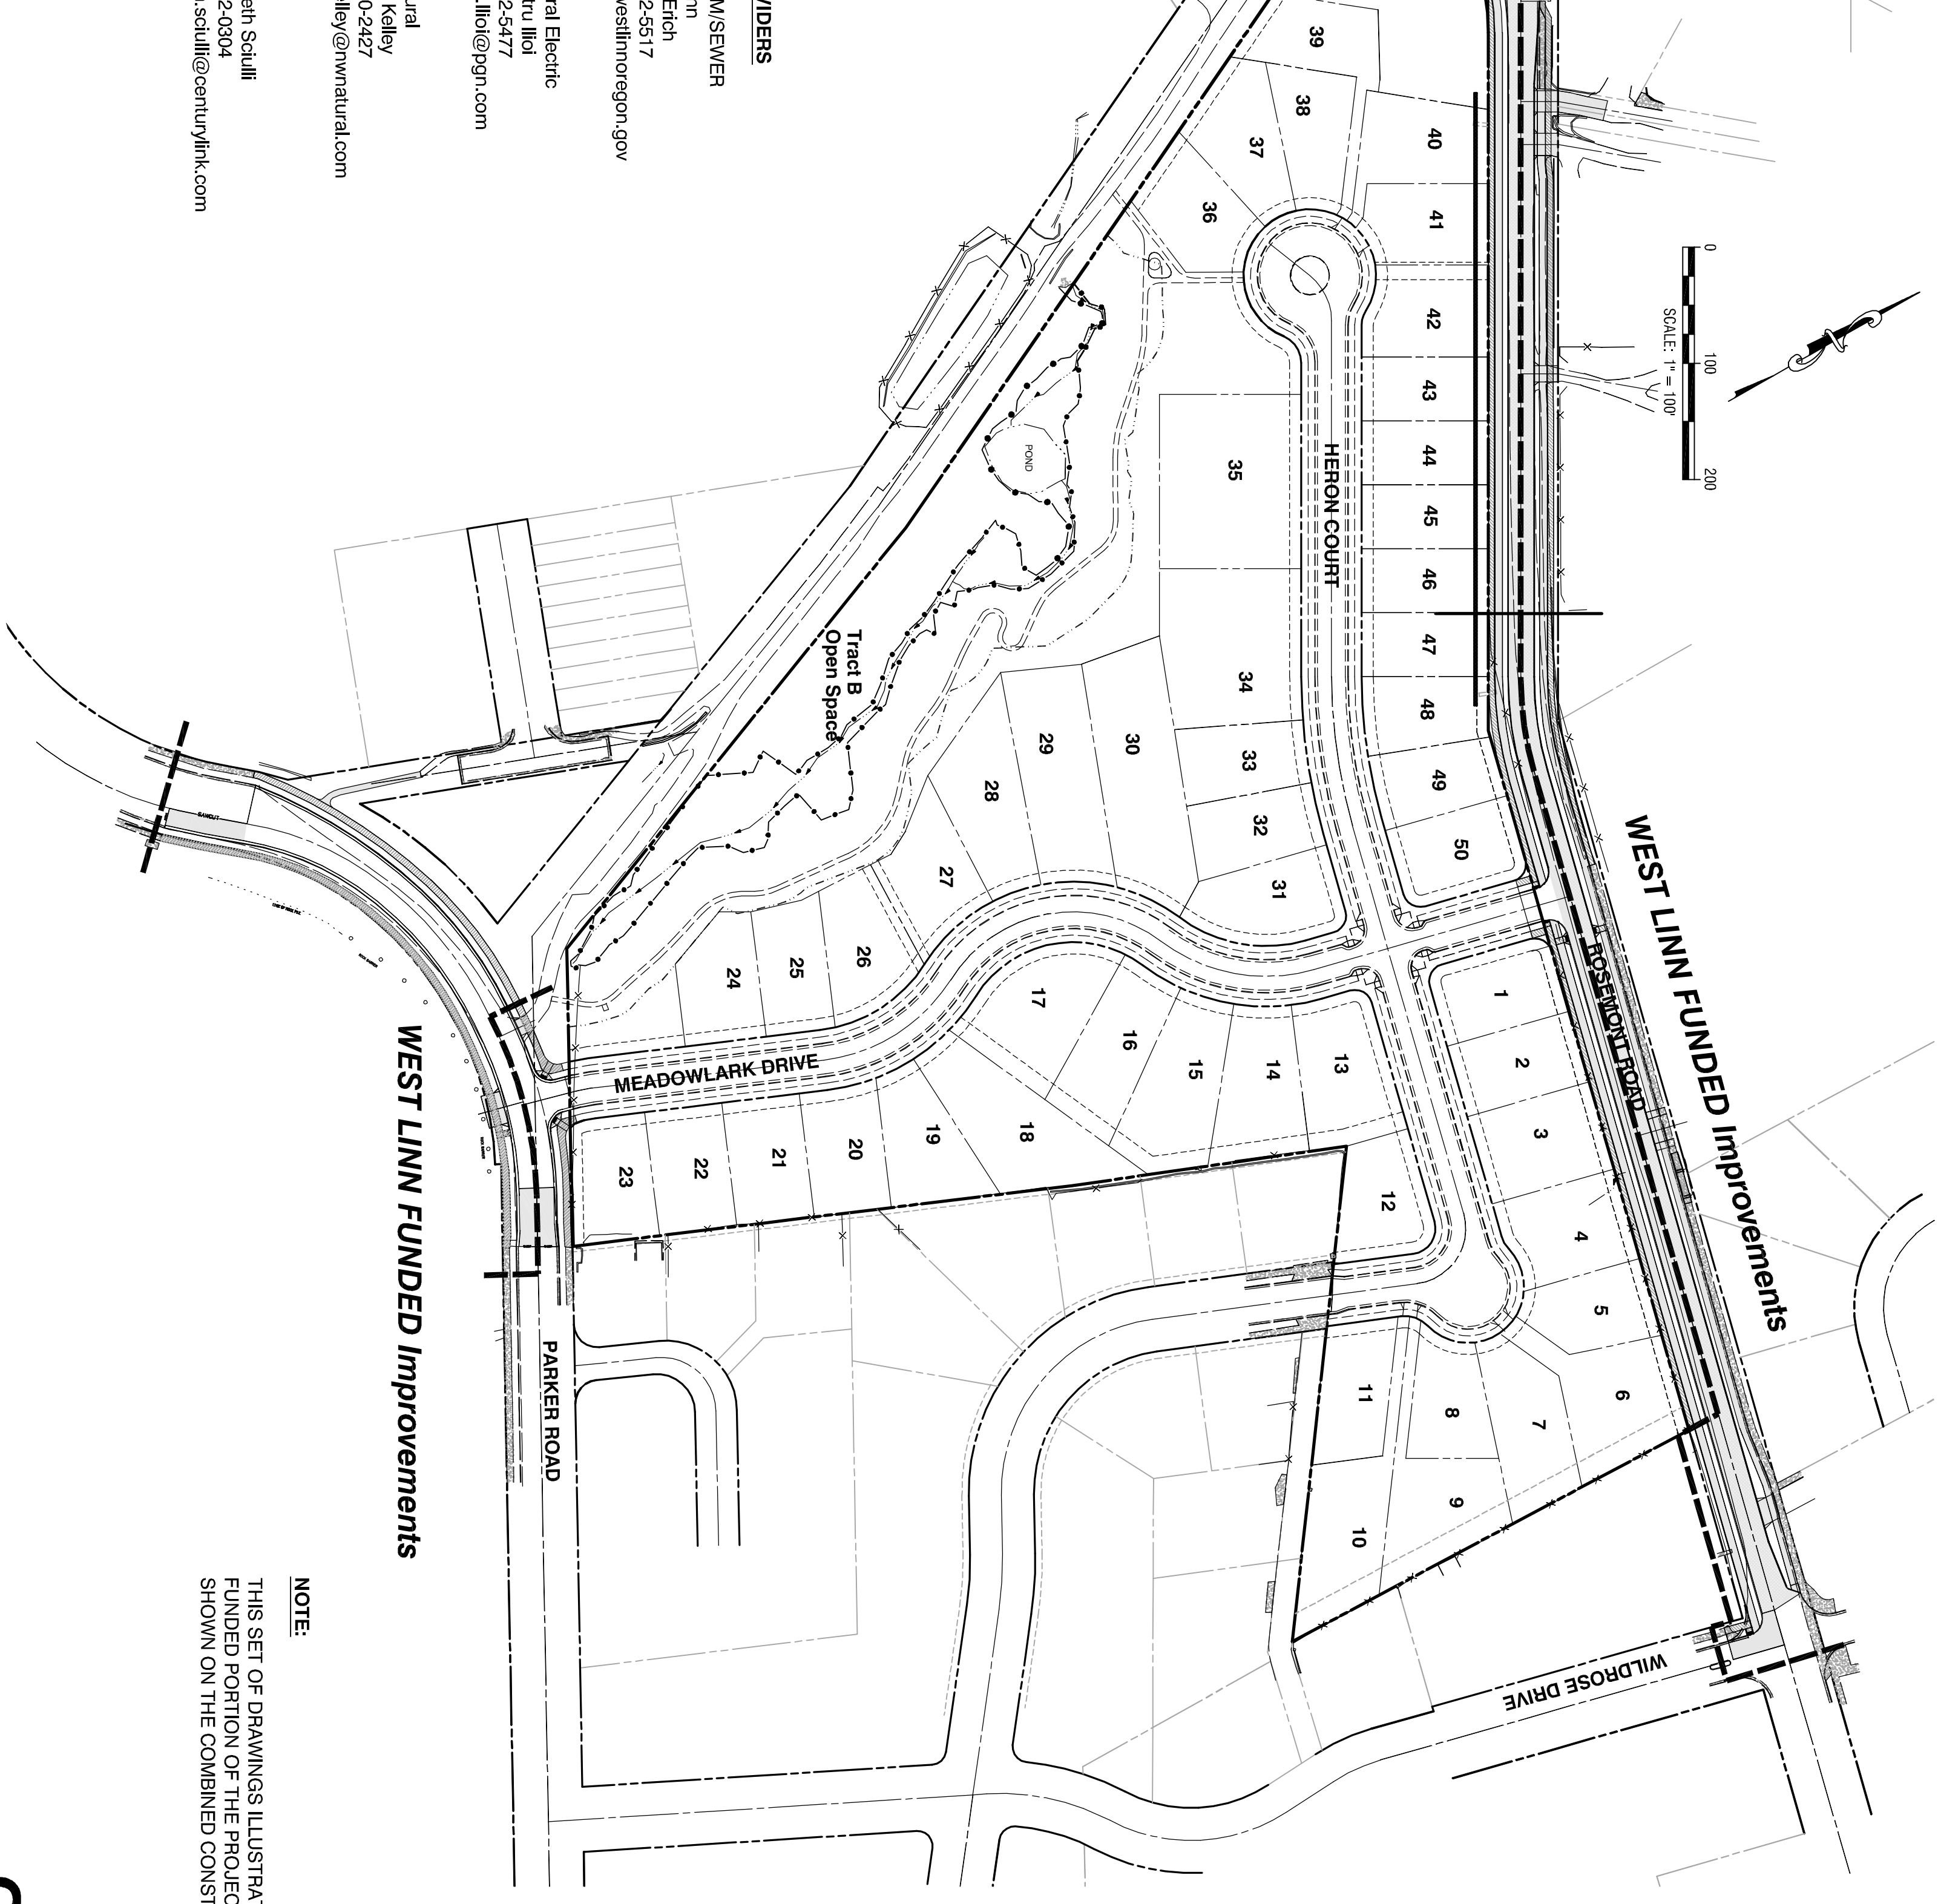 VIDERS
M/SEWER
nn
Erich
2-5517
westlinnoregon.gov
ral Electric
tru Ilioi
2-5477
.Ilioi@pgn.com
ural
Kelley
0-2427
elley@nwnatural.com
eth Sciulli
2-0304
n.sciulli@centurylink.com
0
100
200
SCALE: 1" = 100'
WEST LINN FUNDED Improvements
ROSEMONT ROAD
HERON COURT
MEADOWLARK DRIVE
WILDROSE DRIVE
PARKER ROAD
WEST LINN FUNDED Improvements
POND
Tract B
Open Space
SAWCUT
1
2
3
4
5
6
7
8
9
10
11
12
13
14
15
16
17
18
19
20
21
22
23
24
25
26
27
28
29
30
31
32
33
34
35
36
37
38
39
40
41
42
43
44
45
46
47
48
49
50
NOTE:
THIS SET OF DRAWINGS ILLUSTRAT
FUNDED PORTION OF THE PROJEC
SHOWN ON THE COMBINED CONST